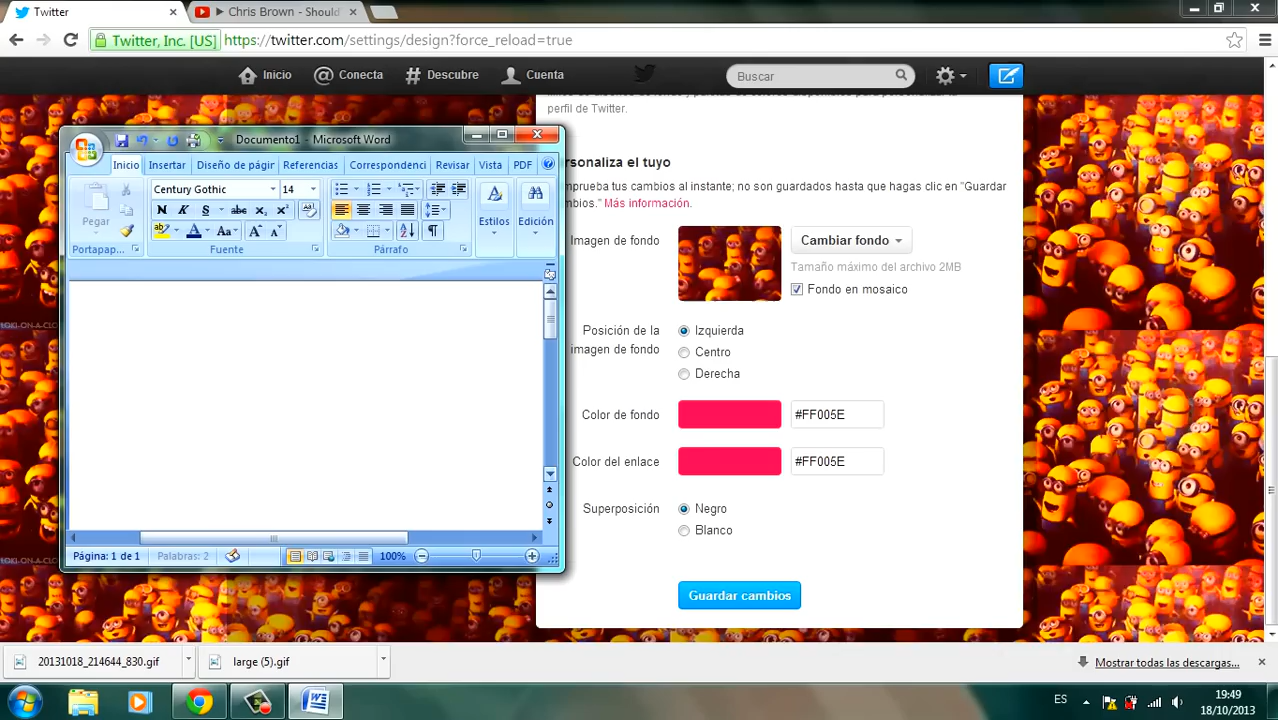 Twitter
Chris Brown - Should
Twitter, Inc. [US]
https://twitter.com/settings/design?force_reload=true
Inicio
@ Conecta
# Descubre
Cuenta
Buscar
perfil de Twitter.
Documento1 - Microsoft Word
Inicio Insertar Diseño de págir Referencias Correspondenci Revisar Vista PDF
Century Gothic 14
Pegar
N K S abc x₂ x²
ab A Aa A A
Estilos
Edición
Portapap... Fuente Párrafo
Página: 1 de 1 Palabras: 2 100%
rsonaliza el tuyo
mprueba tus cambios al instante; no son guardados hasta que hagas clic en "Guardar
mbios." Más información.
Imagen de fondo
Cambiar fondo
Tamaño máximo del archivo 2MB
Fondo en mosaico
Posición de la
imagen de fondo
Izquierda
Centro
Derecha
Color de fondo
#FF005E
Color del enlace
#FF005E
Superposición
Negro
Blanco
Guardar cambios
20131018_214644_830.gif
large (5).gif
Mostrar todas las descargas...
ES
19:49
18/10/2013